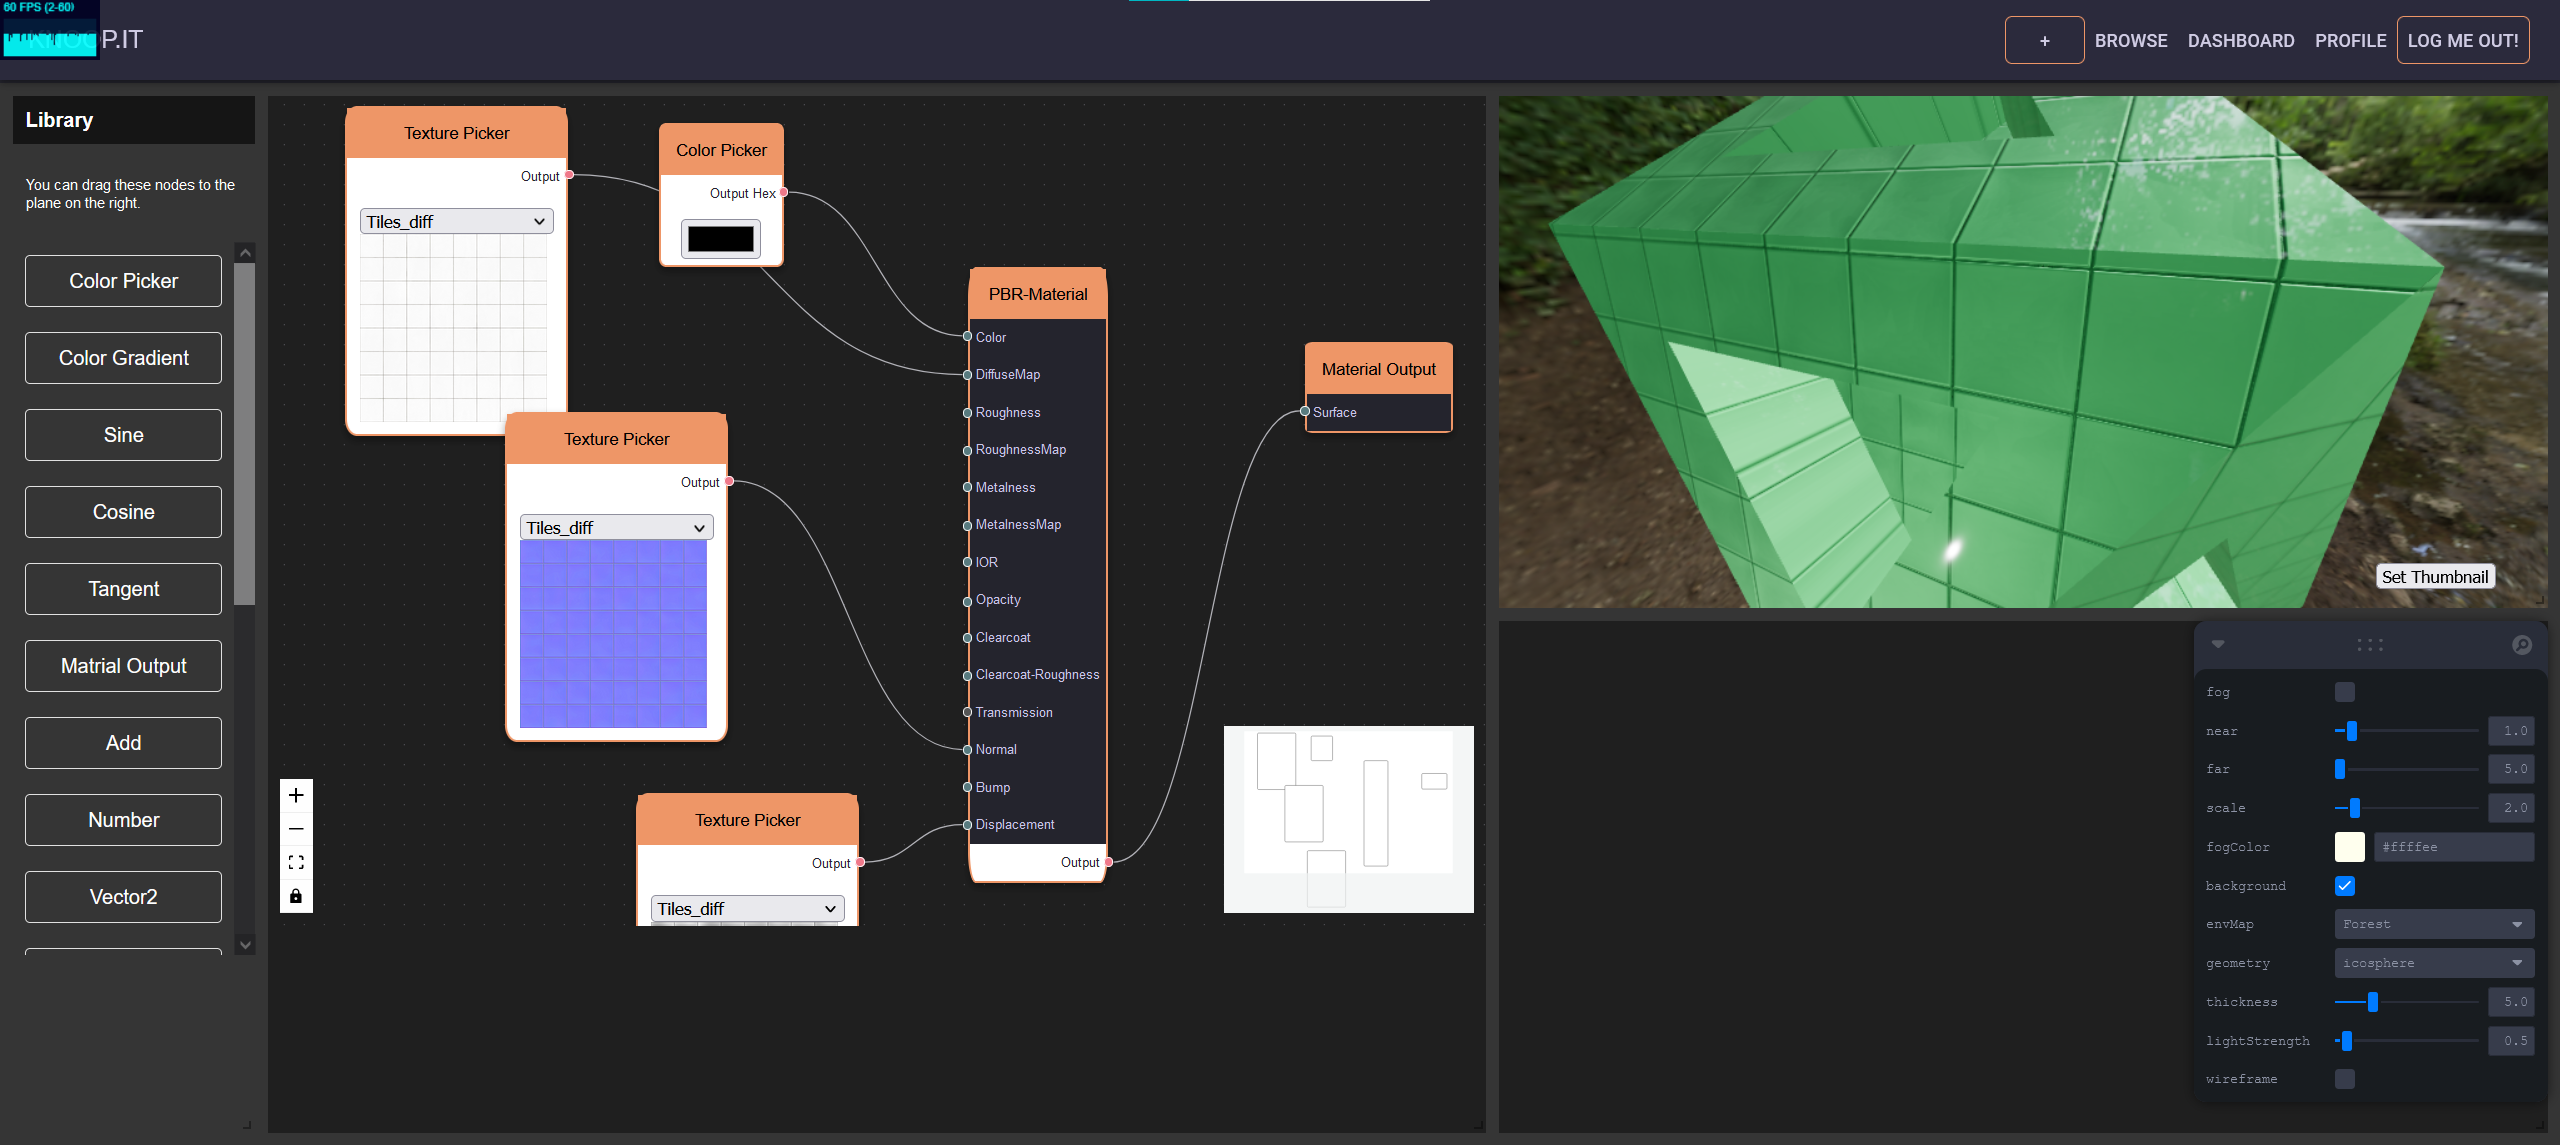 60 FPS (2-60)
KNOOP.IT
+
BROWSE
DASHBOARD
PROFILE
LOG ME OUT!
Library
You can drag these nodes to the
plane on the right.
Color Picker
Color Gradient
Sine
Cosine
Tangent
Matrial Output
Add
Number
Vector2
Texture Picker
Output
Tiles_diff
Color Picker
Output Hex
Texture Picker
Output
Tiles_diff
Texture Picker
Output
Tiles_diff
PBR-Material
Color
DiffuseMap
Roughness
RoughnessMap
Metalness
MetalnessMap
IOR
Opacity
Clearcoat
Clearcoat-Roughness
Transmission
Normal
Bump
Displacement
Output
Material Output
Surface
Set Thumbnail
fog
near 1.0
far 5.0
scale 2.0
fogColor #ffffee
background
envMap Forest
geometry icosphere
thickness 5.0
lightStrength 0.5
wireframe